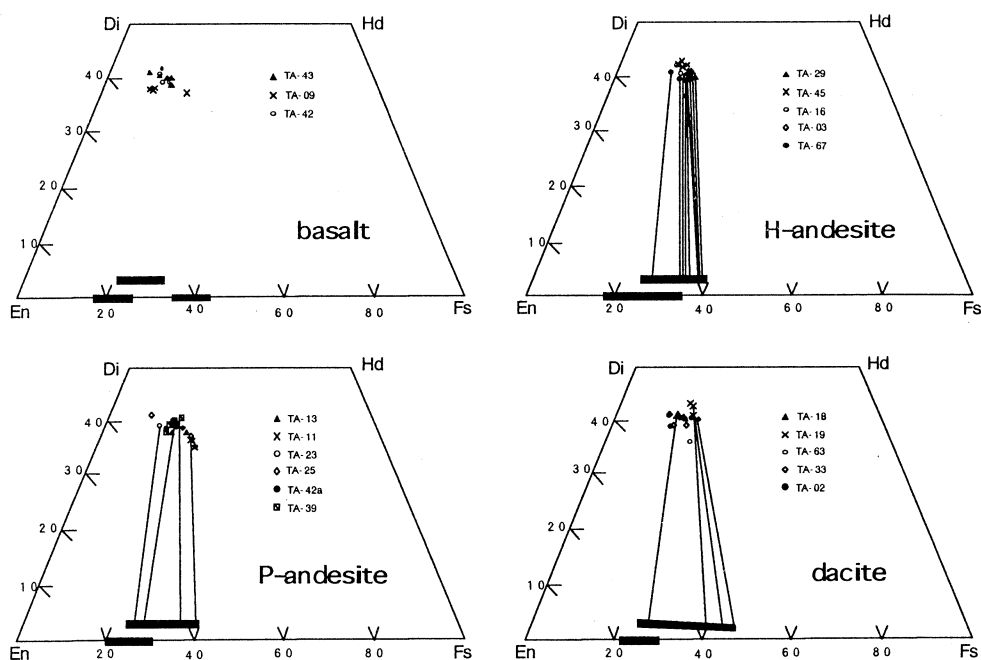 Di
Hd
40
30
20
10
TA-43
TA-09
TA-42
basalt
En
20
40
60
80
Fs
Di
Hd
40
30
20
10
TA-29
TA-45
TA-16
TA-03
TA-67
H-andesite
En
20
40
60
80
Fs
Di
Hd
40
30
20
10
TA-13
TA-11
TA-23
TA-25
TA-42a
TA-39
P-andesite
En
20
40
60
80
Fs
Di
Hd
40
30
20
10
TA-18
TA-19
TA-63
TA-33
TA-02
dacite
En
20
40
60
80
Fs